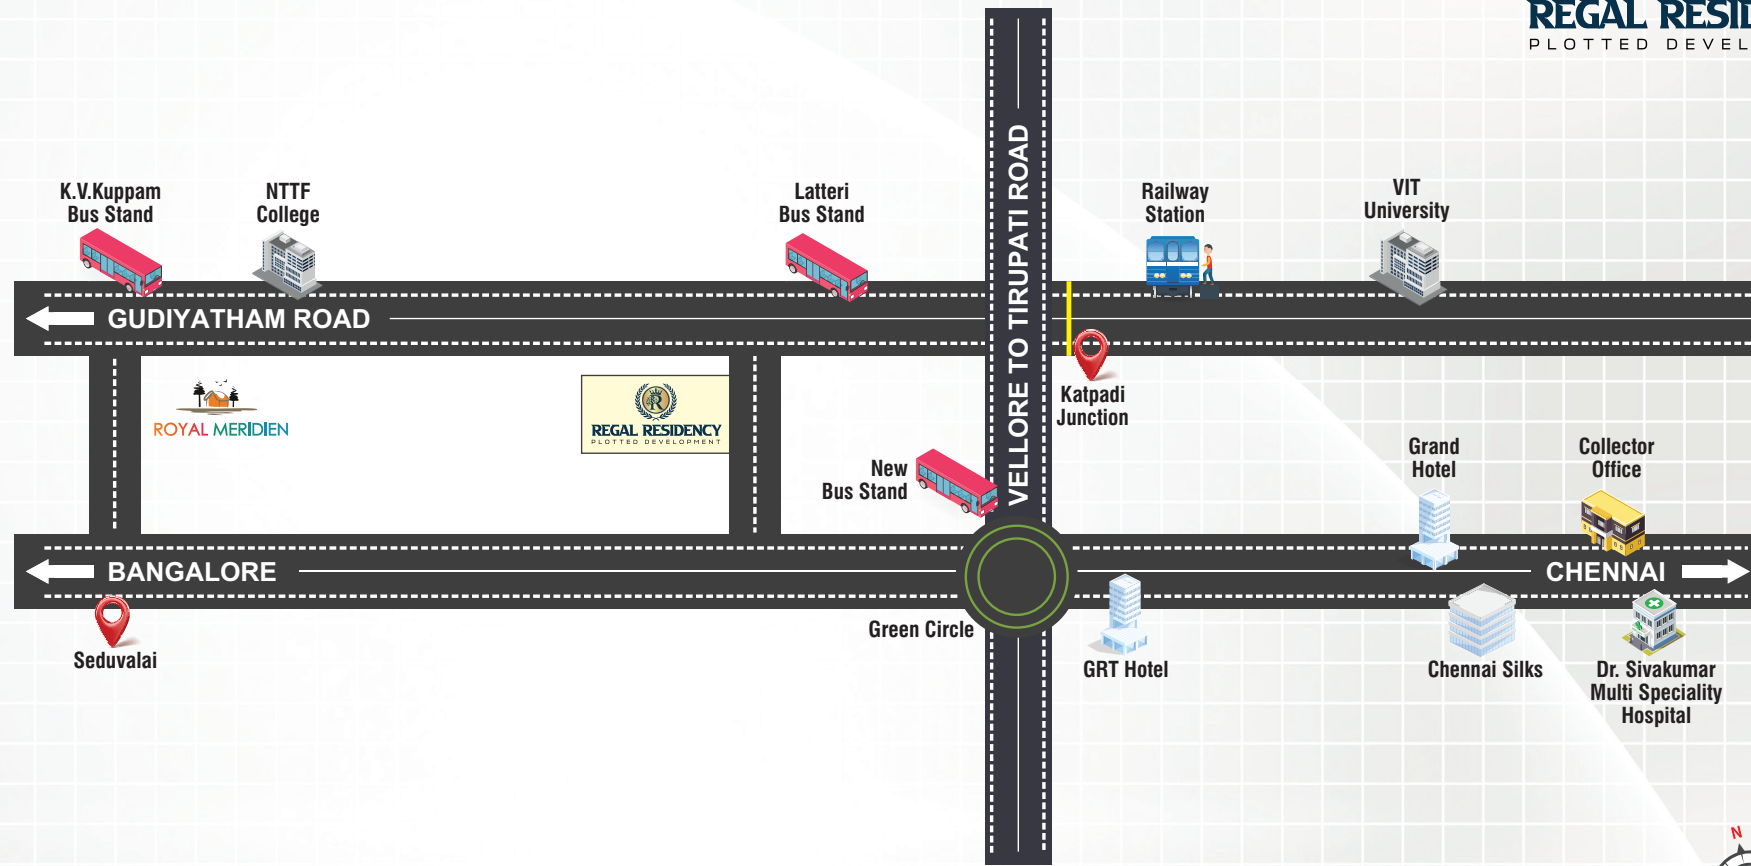 REGAL RESID
PLOTTED DEVEL
K.V.Kuppam
Bus Stand
NTTF
College
Latteri
Bus Stand
VELLORE TO TIRUPATI ROAD
Railway
Station
VIT
University
GUDIYATHAM ROAD
ROYAL MERIDIEN
R
REGAL RESIDENCY
PLOTTED DEVELOPMENT
Katpadi
Junction
New
Bus Stand
Grand
Hotel
Collector
Office
BANGALORE
CHENNAI
Seduvalai
Green Circle
GRT Hotel
Chennai Silks
Dr. Sivakumar
Multi Speciality
Hospital
N